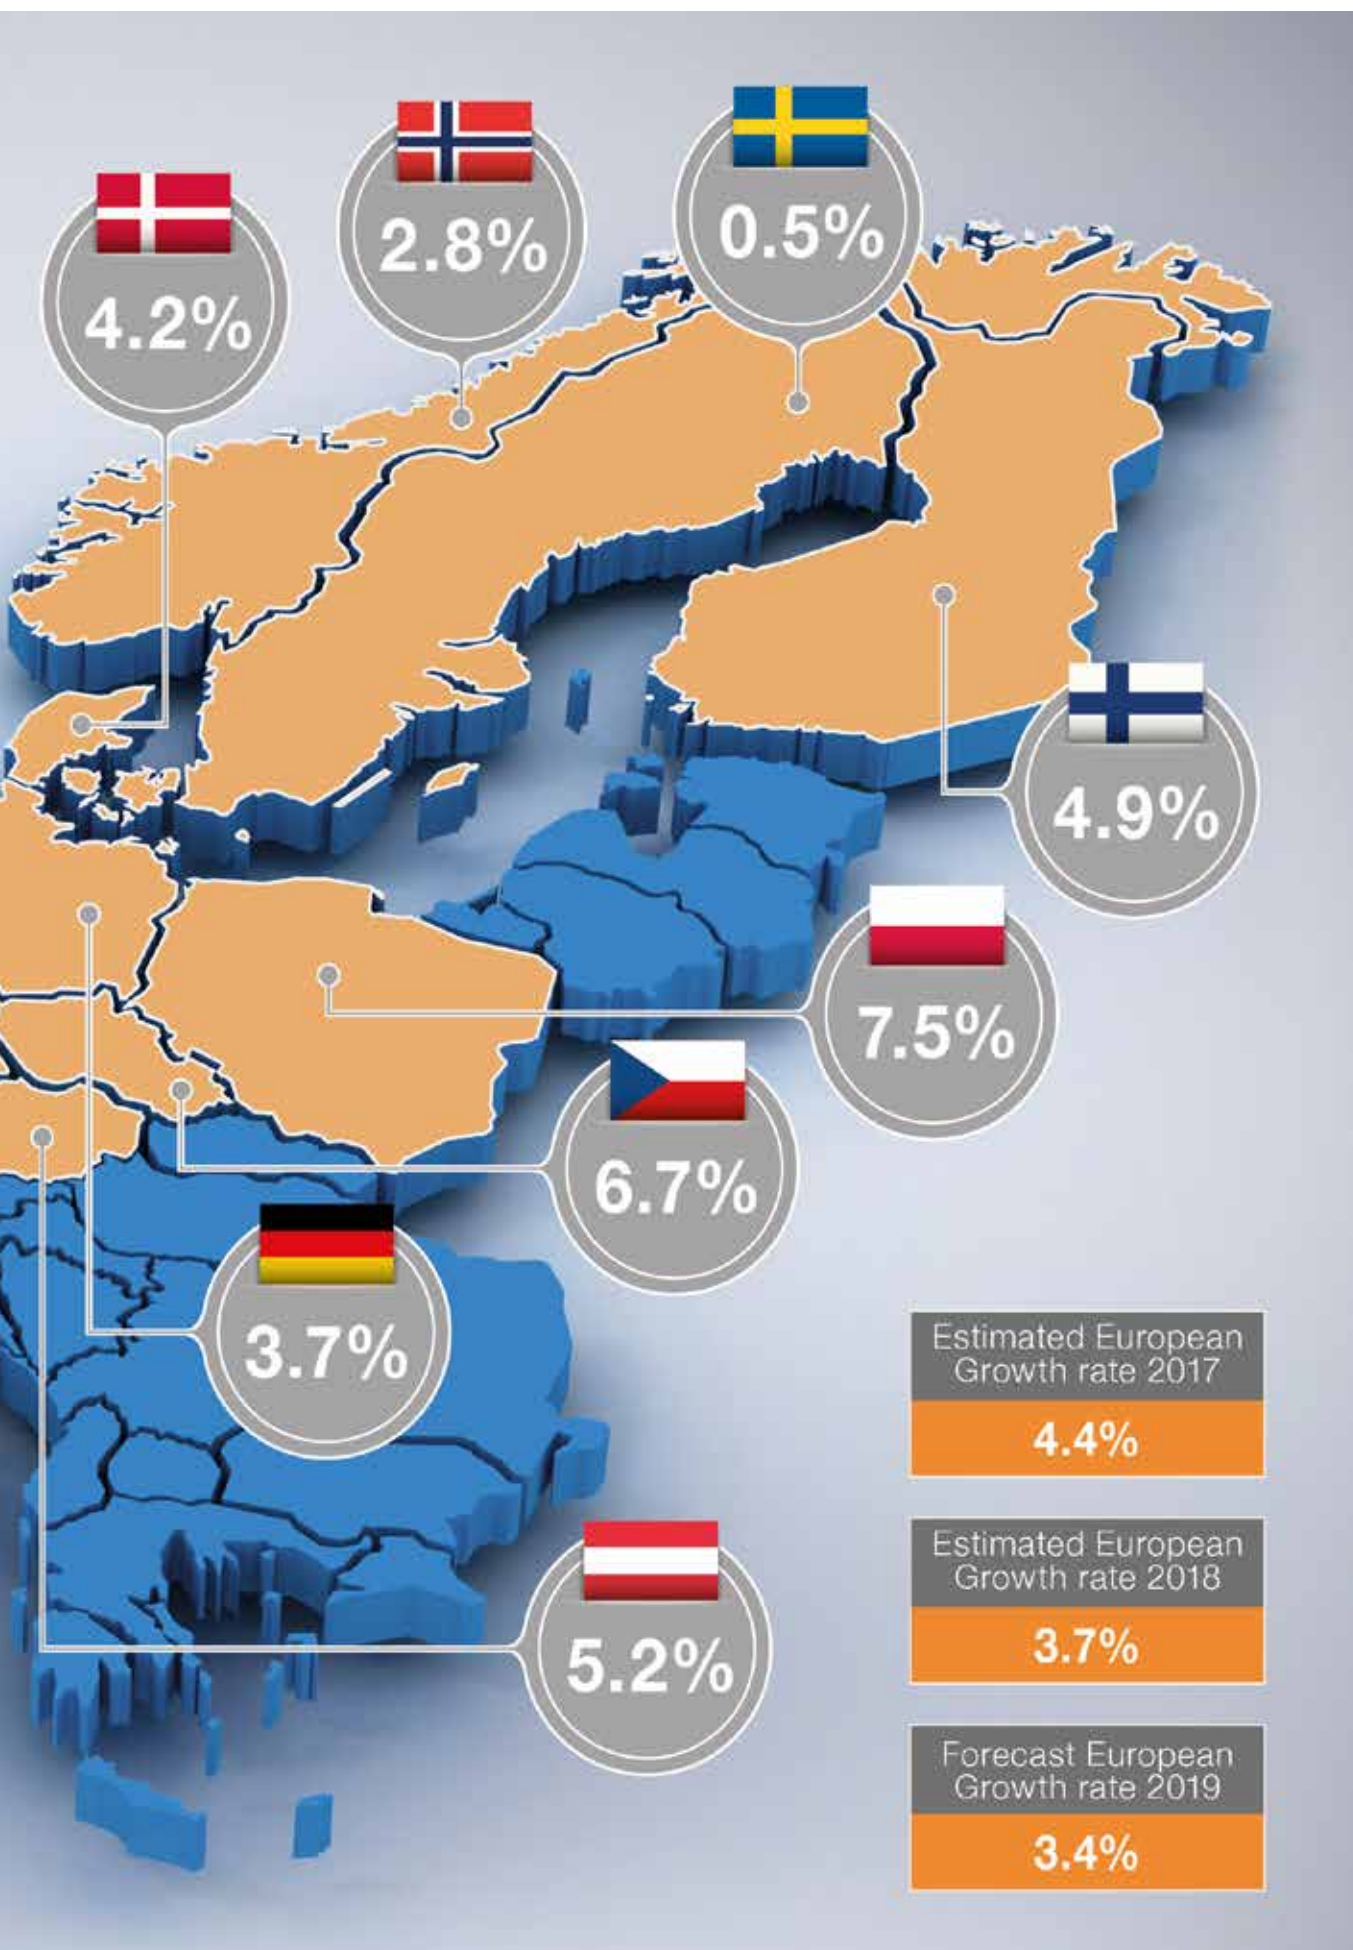 0.5%
2.8%
4.2%
4.9%
7.5%
6.7%
3.7%
5.2%
Estimated European
Growth rate 2017
4.4%
Estimated European
Growth rate 2018
3.7%
Forecast European
Growth rate 2019
3.4%